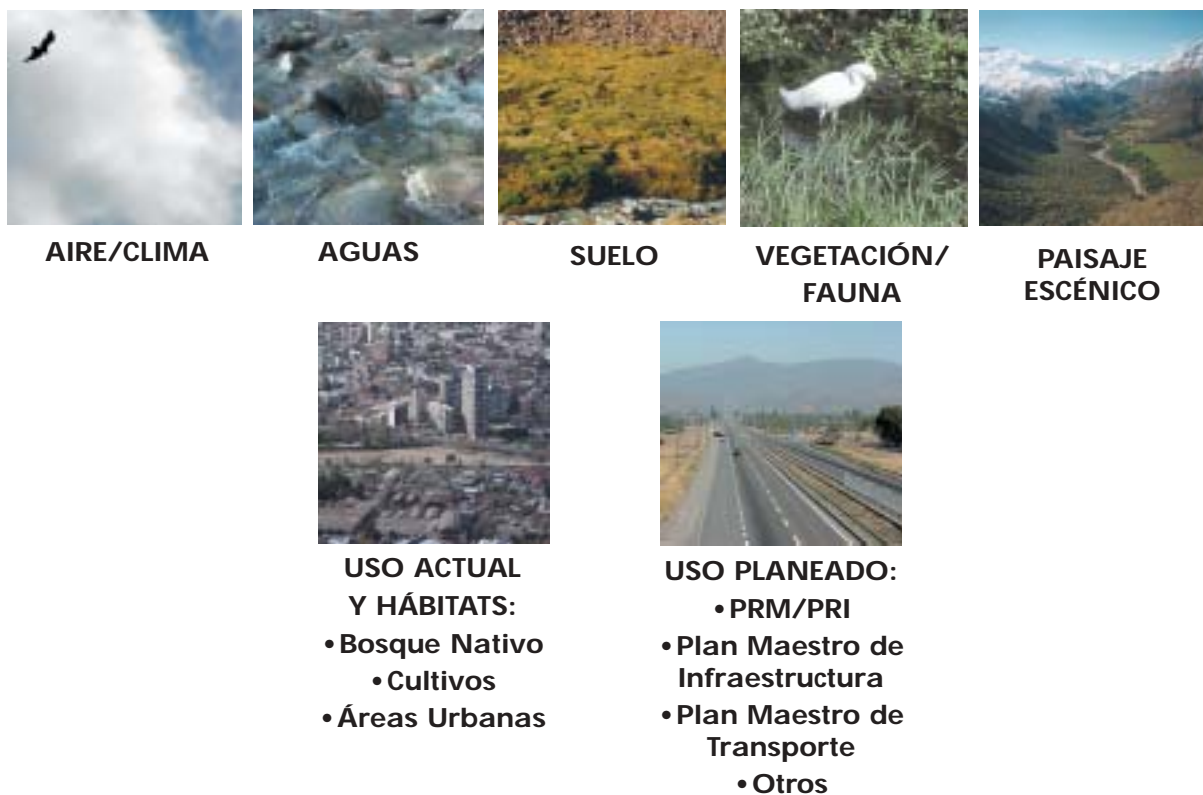 AIRE/CLIMA
AGUAS
SUELO
VEGETACIÓN/
FAUNA
PAISAJE
ESCÉNICO
USO ACTUAL
Y HÁBITATS:
•Bosque Nativo
•Cultivos
•Áreas Urbanas
USO PLANEADO:
•PRM/PRI
•Plan Maestro de
Infraestructura
•Plan Maestro de
Transporte
•Otros